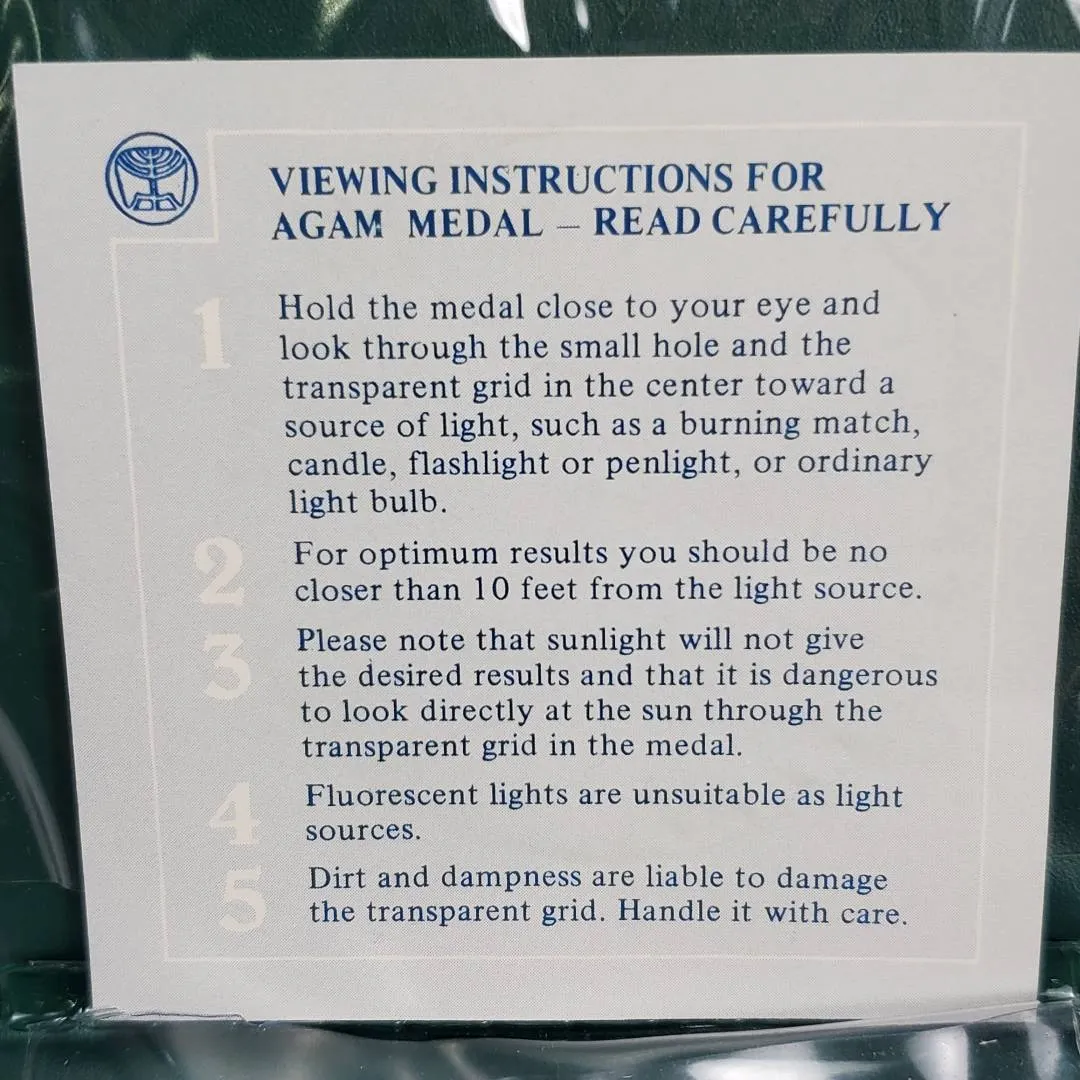 VIEWING INSTRUCTIONS FOR
AGAM MEDAL – READ CAREFULLY
1 Hold the medal close to your eye and
look through the small hole and the
transparent grid in the center toward a
source of light, such as a burning match,
candle, flashlight or penlight, or ordinary
light bulb.
2 For optimum results you should be no
closer than 10 feet from the light source.
3 Please note that sunlight will not give
the desired results and that it is dangerous
to look directly at the sun through the
transparent grid in the medal.
4 Fluorescent lights are unsuitable as light
sources.
5 Dirt and dampness are liable to damage
the transparent grid. Handle it with care.